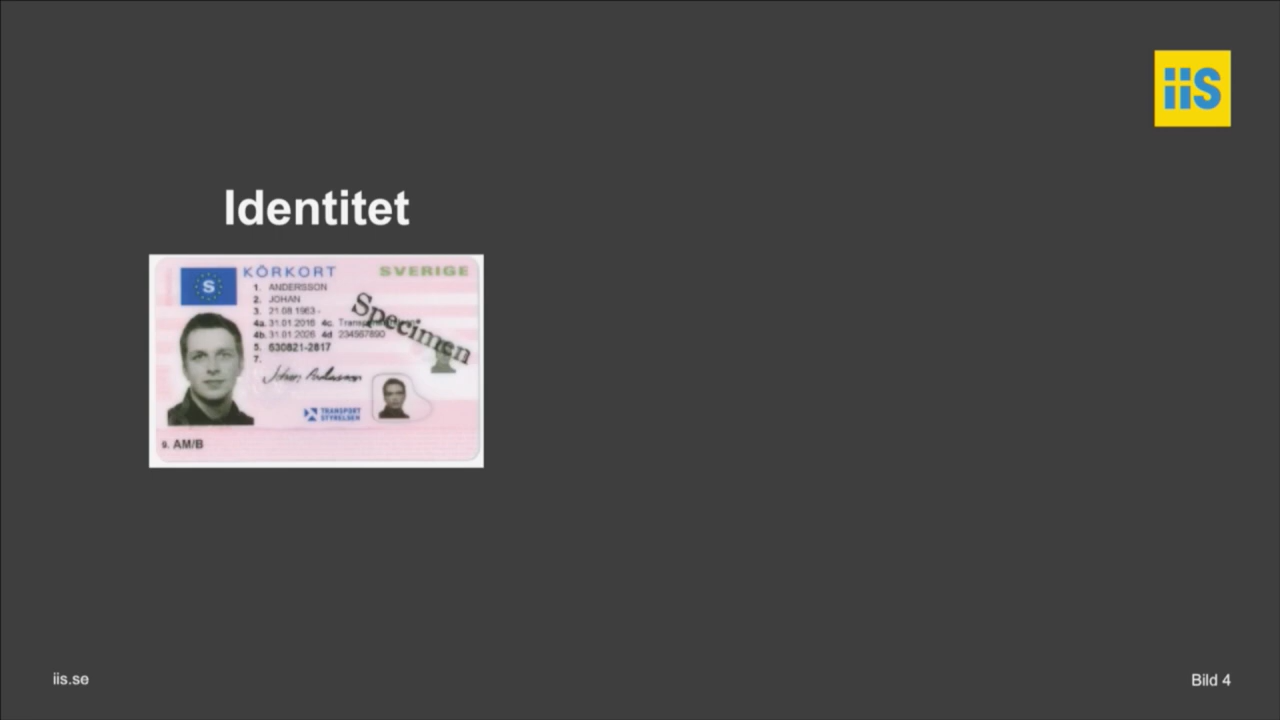 iis
Identitet
S
KÖRKORT SVERIGE
1. ANDERSSON
2. JOHAN
3. 21.08.1963 -
4a. 31.01.2016 4c.
4b. 31.01.2026 4d 234567890
5. 630821-2817
7.
Specimen
TRANSPORT
STYRELSEN
9. AM/B
iis.se
Bild 4